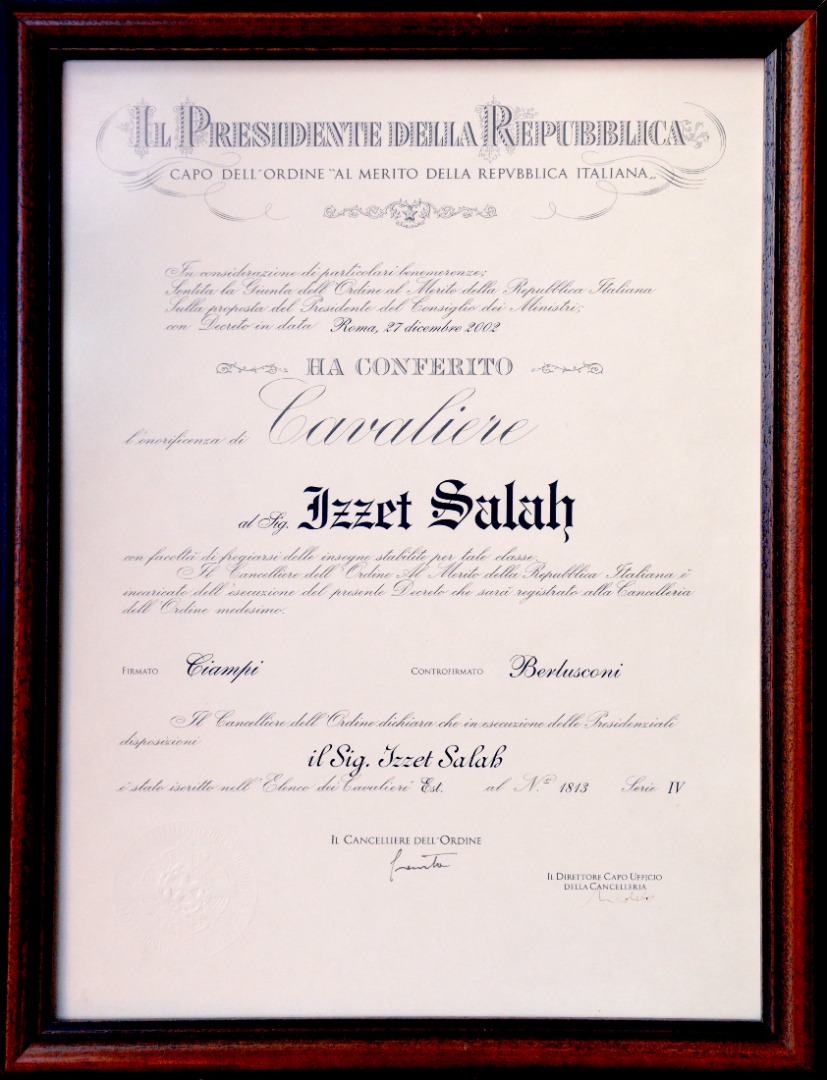 IL PRESIDENTE DELLA REPUBBLICA
CAPO DELL'ORDINE "AL MERITO DELLA REPVBBLICA ITALIANA„
In considerazione di particolari benemerenze;
Sentita la Giunta dell'Ordine al Merito della Repubblica Italiana
Sulla proposta del Presidente del Consiglio dei Ministri;
con Decreto in data Roma, 27 dicembre 2002
HA CONFERITO
l'onorificenza di Cavaliere
al Sig. Izzet Salah
con facoltà di fregiarsi delle insegne stabilite per tale classe.
Il Cancelliere dell'Ordine Al Merito della Repubblica Italiana è
incaricato dell'esecuzione del presente Decreto che sarà registrato alla Cancelleria
dell'Ordine medesimo.
FIRMATO Ciampi CONTROFIRMATO Berlusconi
Il Cancelliere dell'Ordine dichiara che in esecuzione delle Presidenziali
disposizioni
il Sig. Izzet Salah
è stato iscritto nell'Elenco dei Cavalieri Est. al N.° 1813 Serie IV
IL CANCELLIERE DELL'ORDINE
IL DIRETTORE CAPO UFFICIO
DELLA CANCELLERIA